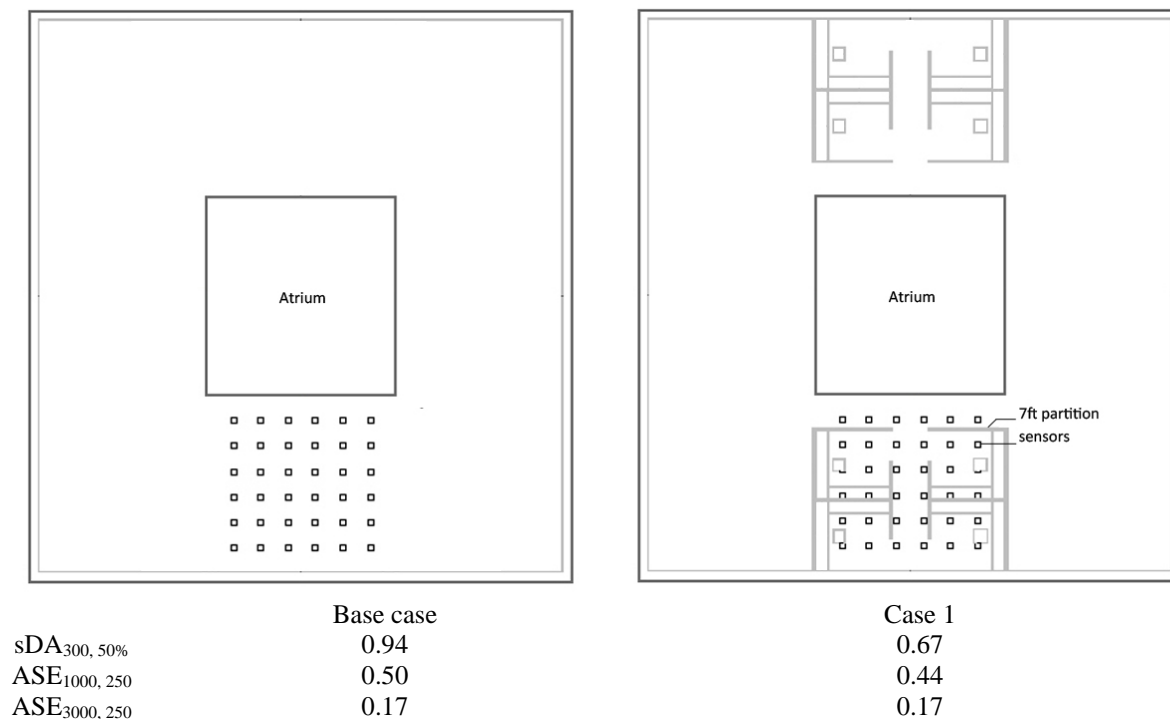 Atrium
Atrium
7ft partition
sensors
Base case Case 1
sDA300, 50% 0.94 0.67
ASE1000, 250 0.50 0.44
ASE3000, 250 0.17 0.17